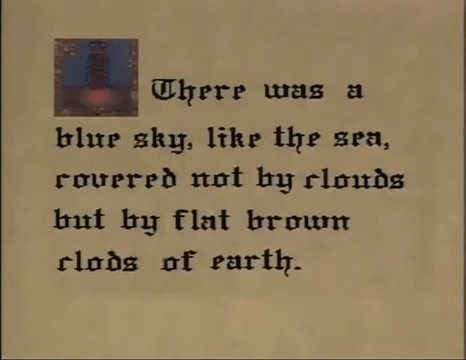 There was a
blue sky, like the sea,
covered not by clouds
but by flat brown
clods of earth.